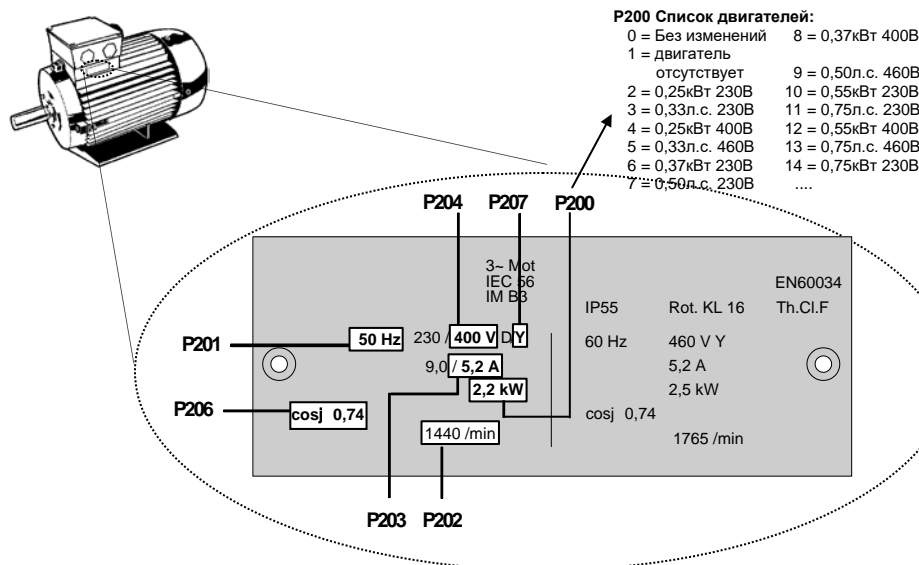 P200 Список двигателей:
0 = Без изменений 8 = 0,37кВт 400В
1 = двигатель
отсутствует 9 = 0,50л.с. 460В
2 = 0,25кВт 230В 10 = 0,55кВт 230В
3 = 0,33л.с. 230В 11 = 0,75л.с. 230В
4 = 0,25кВт 400В 12 = 0,55кВт 400В
5 = 0,33л.с. 460В 13 = 0,75л.с. 460В
6 = 0,37кВт 230В 14 = 0,75кВт 230В
7 = 0,50л.с. 230В ....
P204 P207 P200
3~ Mot
IEC 56
IM B3
EN60034
IP55 Rot. KL 16 Th.Cl.F
P201 50 Hz 230 / 400 V D Y 60 Hz 460 V Y
9,0 / 5,2 A 5,2 A
2,2 kW 2,5 kW
P206 cosj 0,74 cosj 0,74
1440 /min 1765 /min
P203 P202